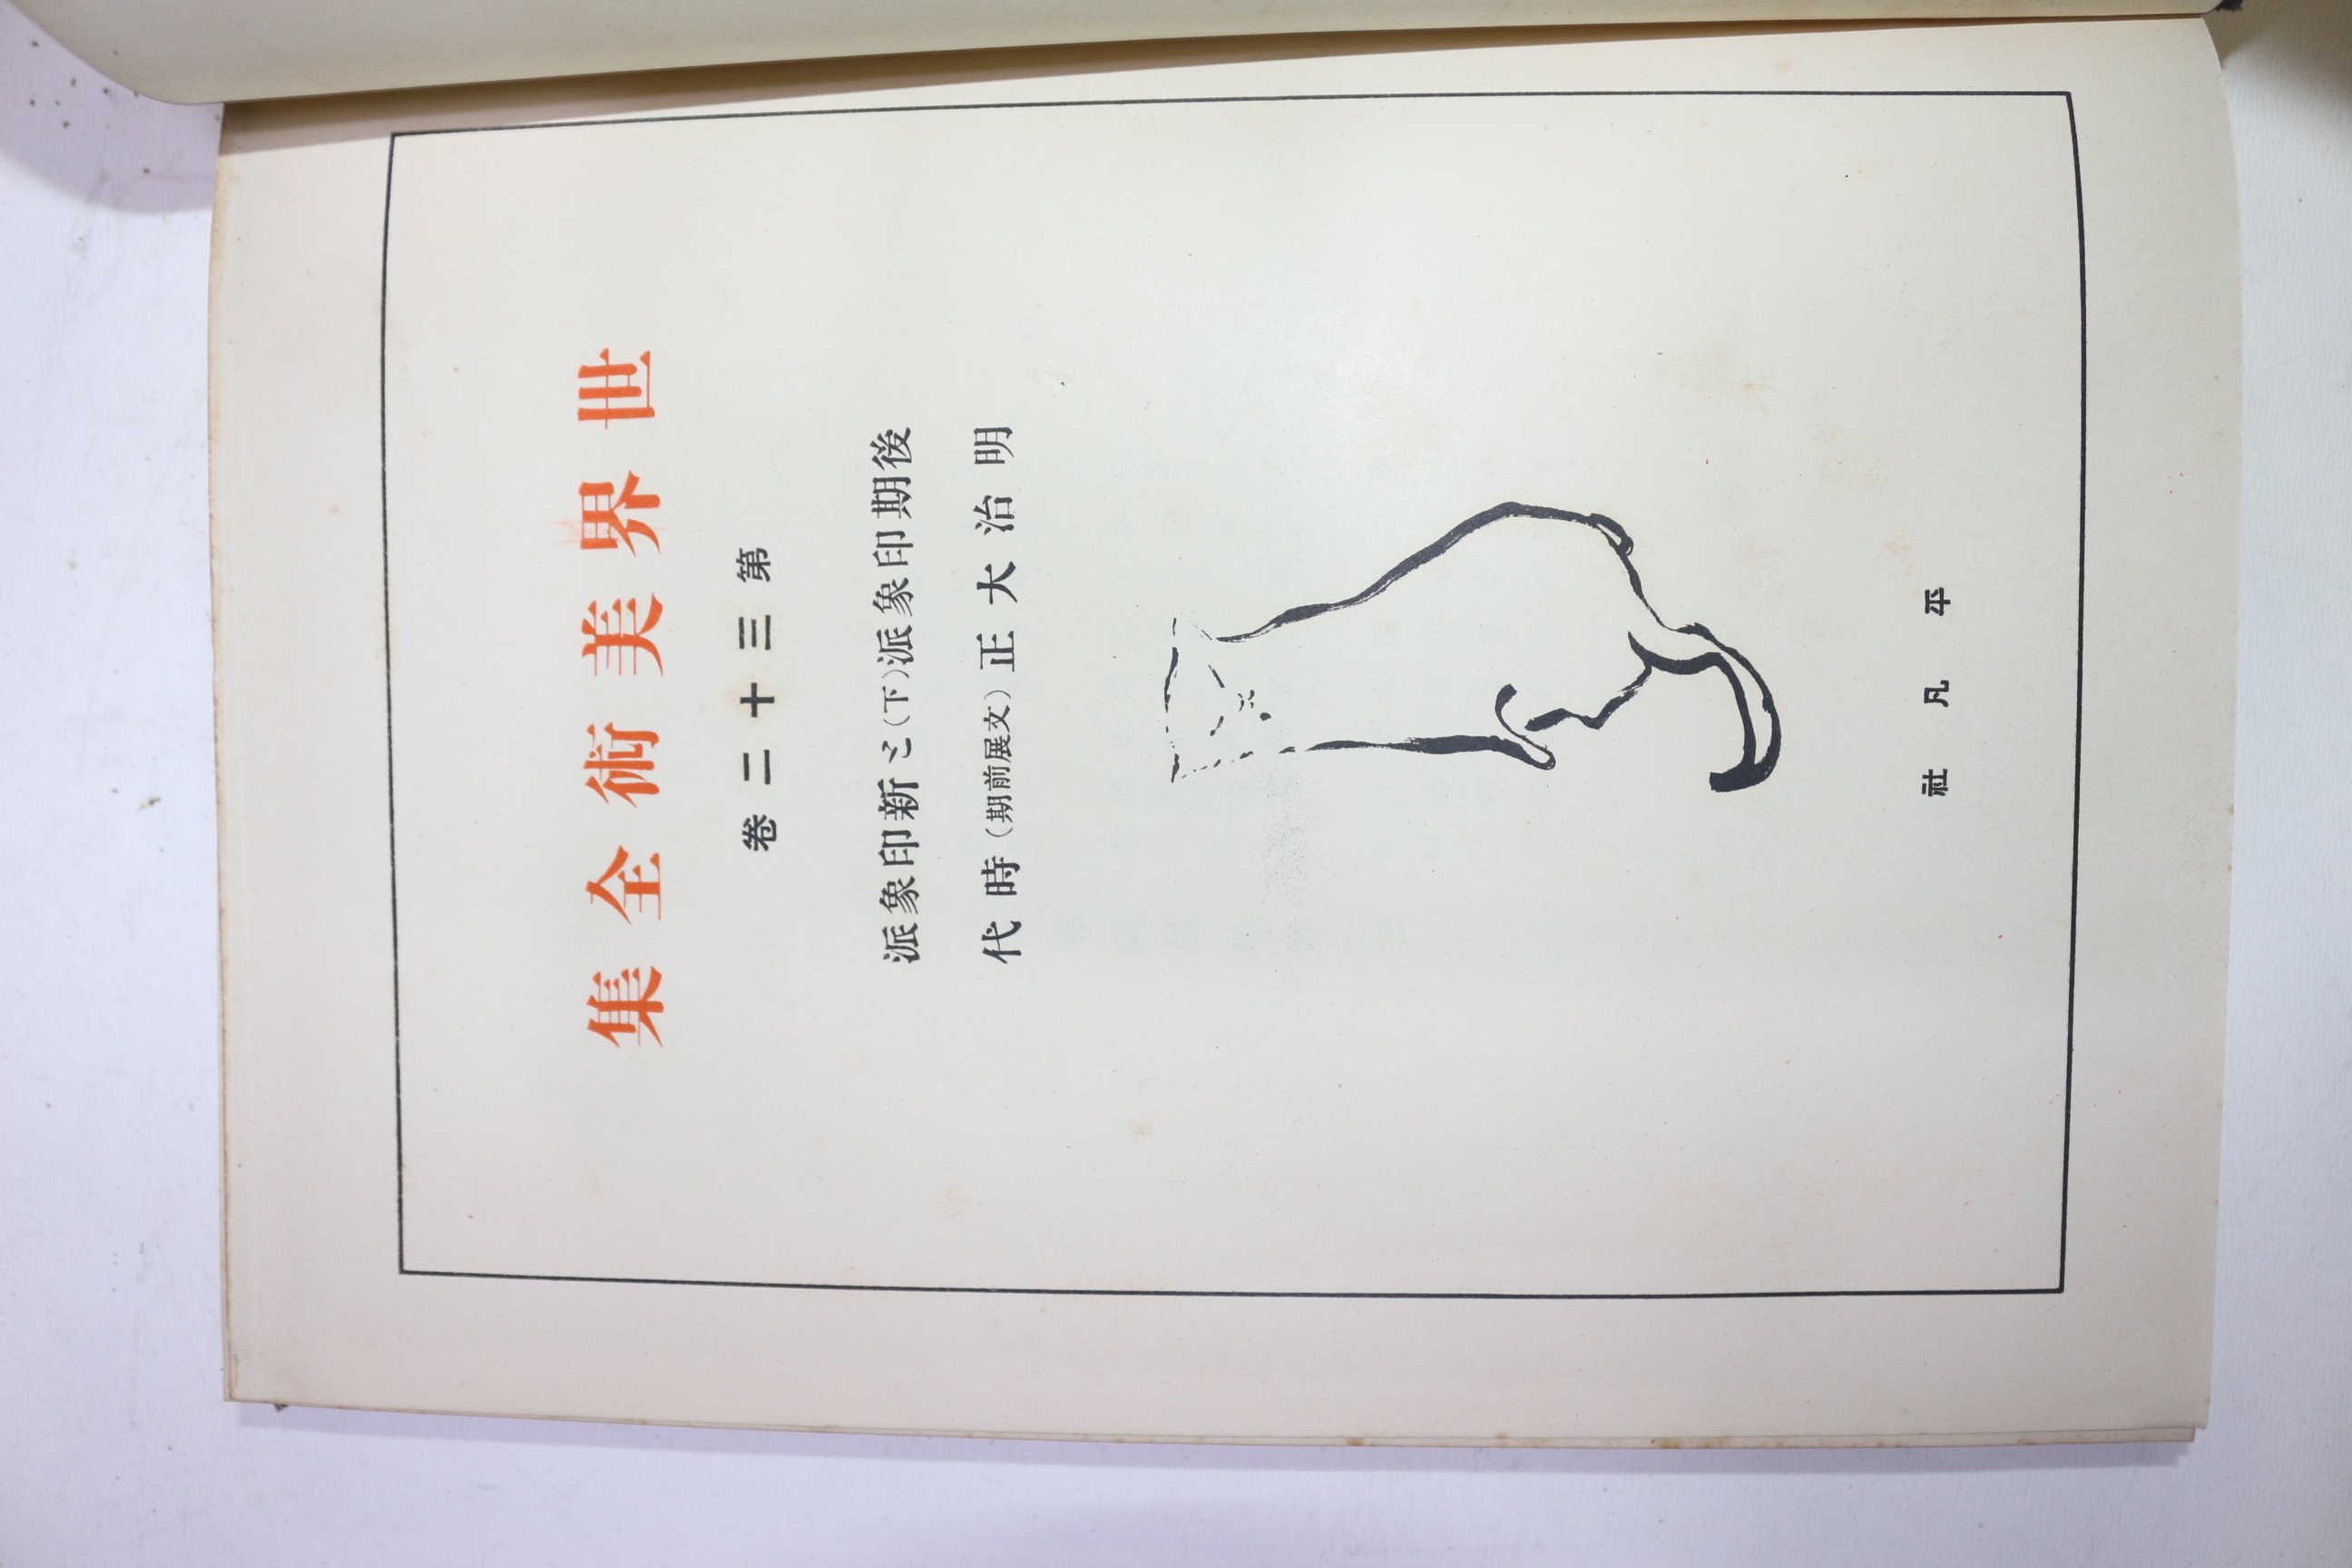 世界美術全集
第三十二卷
後期印象派(下)と新印象派
明治大正(文展前期)時代
平凡社